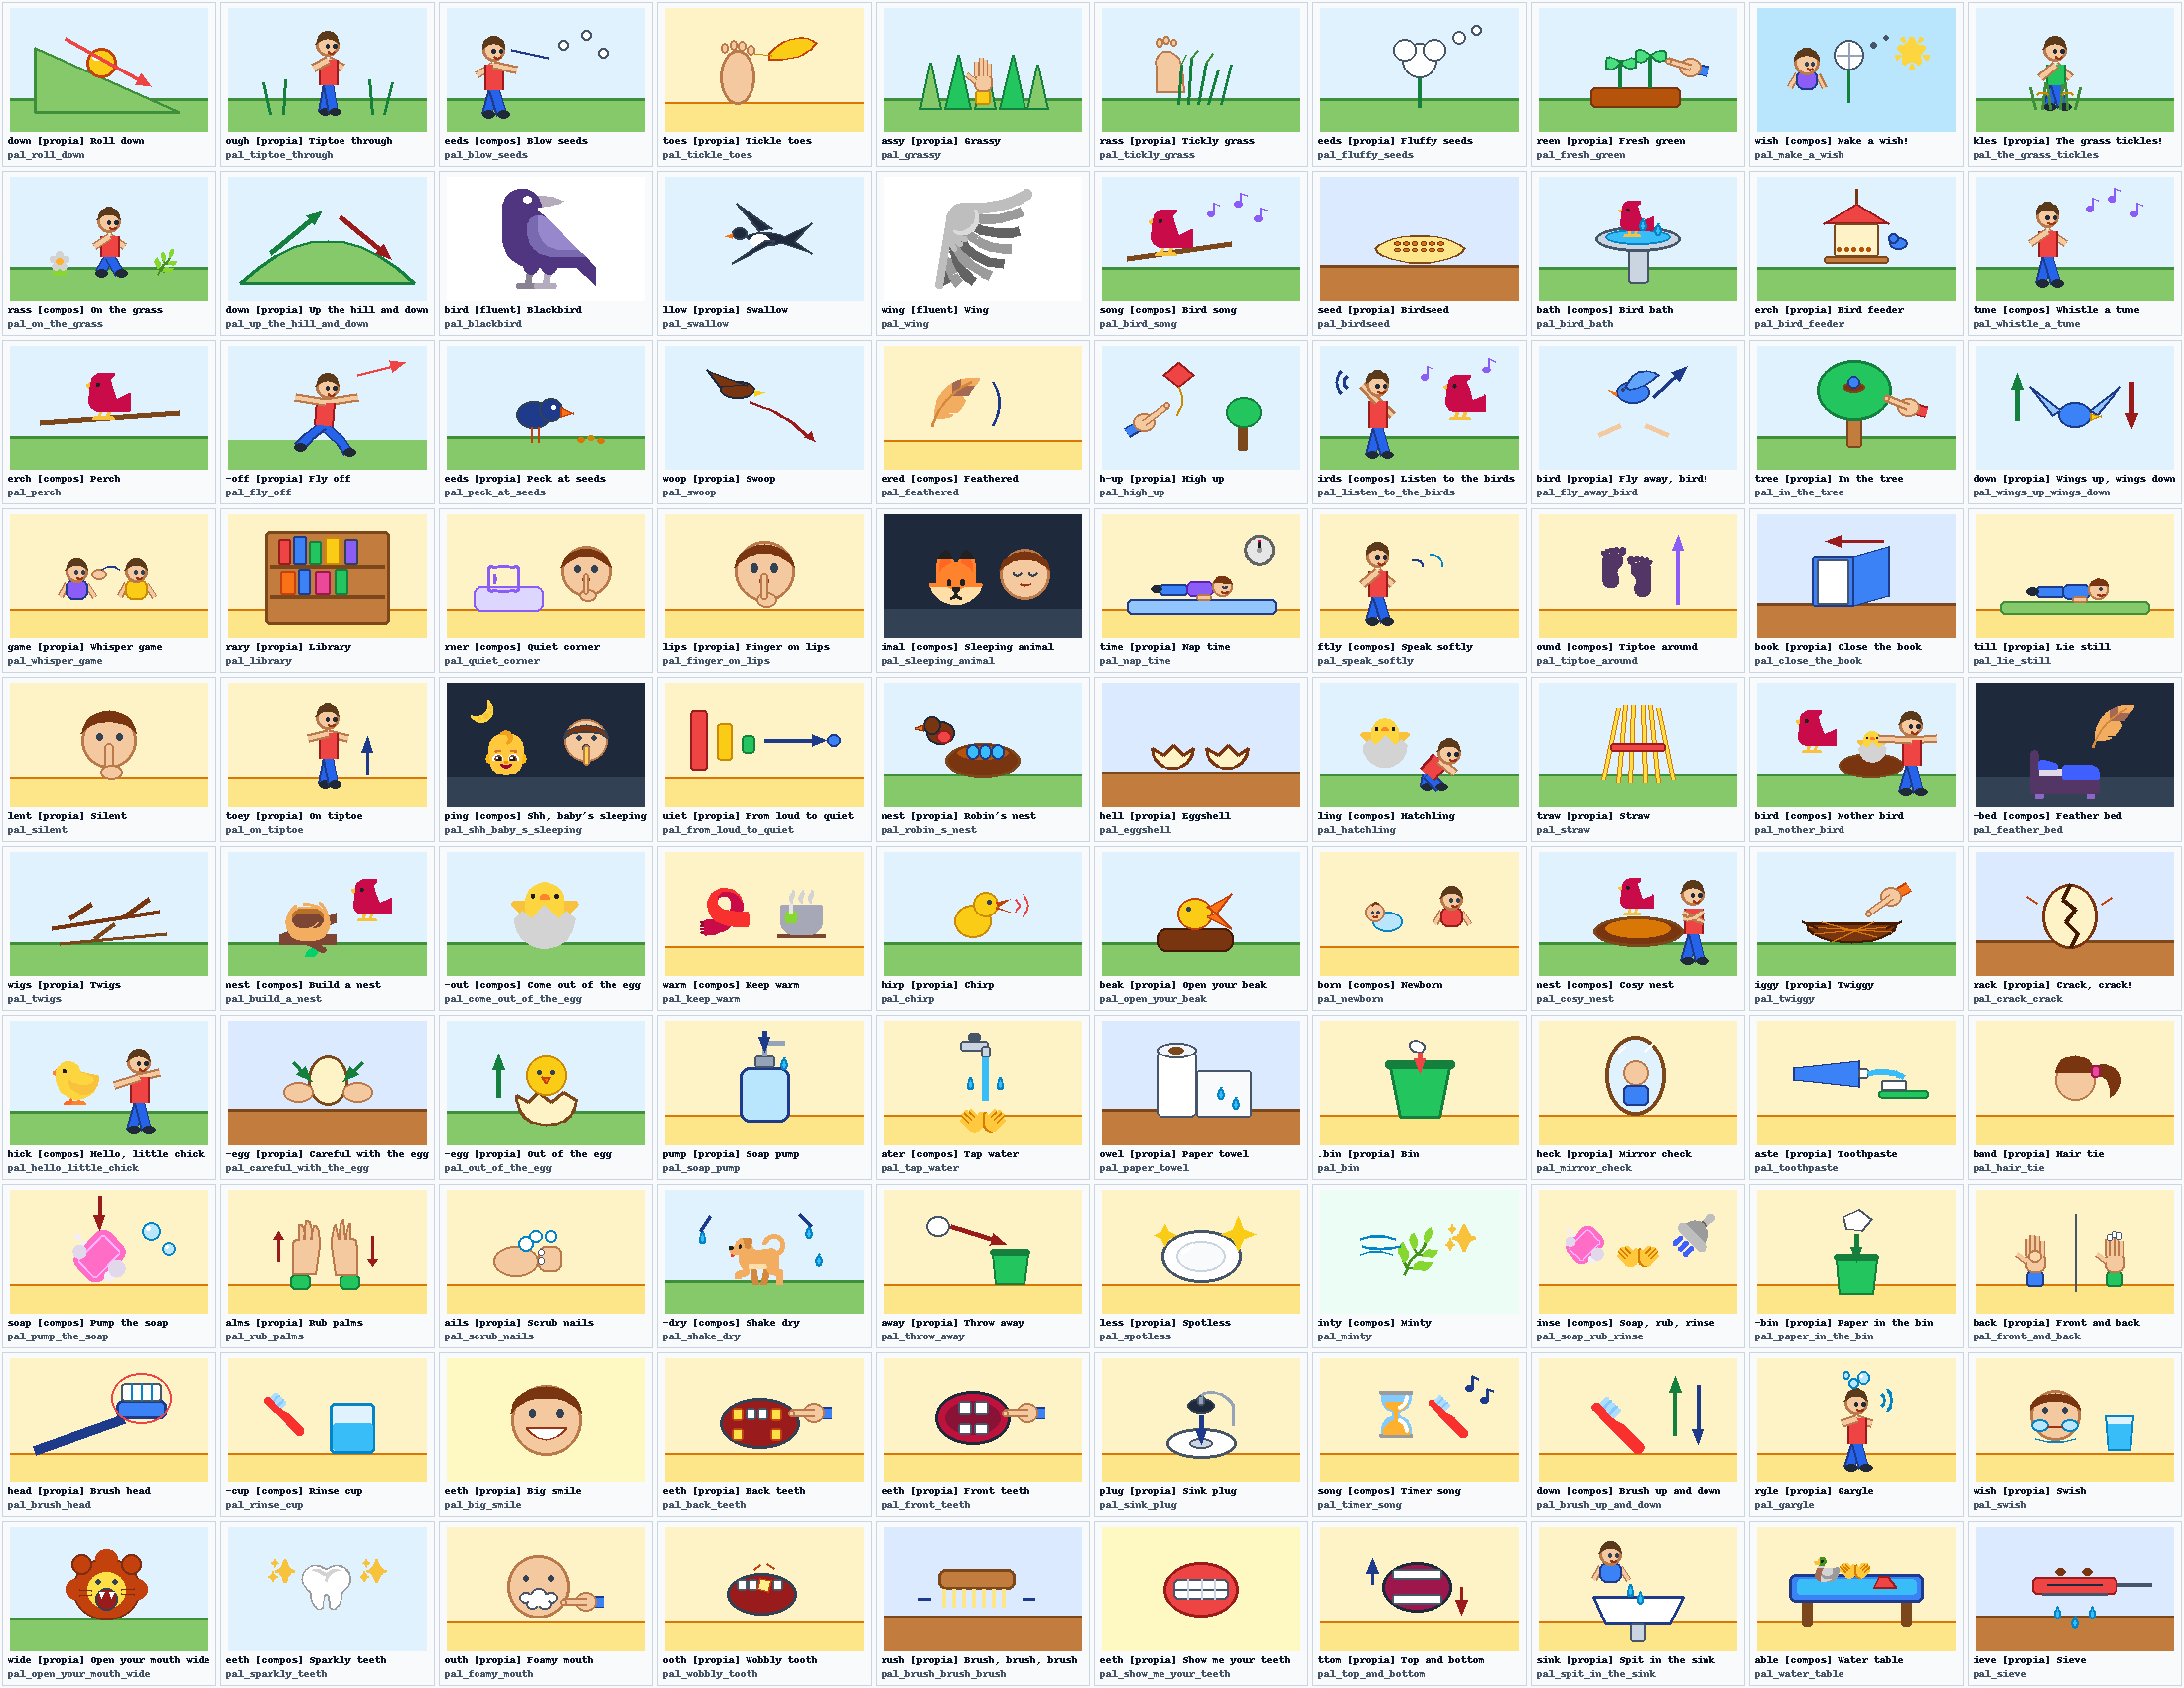 down [propia] Roll down
pal_roll_down
ough [propia] Tiptoe through
pal_tiptoe_through
eeds [compos] Blow seeds
pal_blow_seeds
toes [propia] Tickle toes
pal_tickle_toes
assy [propia] Grassy
pal_grassy
rass [propia] Tickly grass
pal_tickly_grass
eeds [propia] Fluffy seeds
pal_fluffy_seeds
reen [propia] Fresh green
pal_fresh_green
wish [compos] Make a wish!
pal_make_a_wish
kles [propia] The grass tickles!
pal_the_grass_tickles
rass [compos] On the grass
pal_on_the_grass
down [propia] Up the hill and down
pal_up_the_hill_and_down
bird [fluent] Blackbird
pal_blackbird
llow [propia] Swallow
pal_swallow
wing [fluent] Wing
pal_wing
song [compos] Bird song
pal_bird_song
seed [propia] Birdseed
pal_birdseed
bath [compos] Bird bath
pal_bird_bath
erch [propia] Bird feeder
pal_bird_feeder
tune [compos] Whistle a tune
pal_whistle_a_tune
erch [compos] Perch
pal_perch
-off [propia] Fly off
pal_fly_off
eeds [propia] Peck at seeds
pal_peck_at_seeds
woop [propia] Swoop
pal_swoop
ered [compos] Feathered
pal_feathered
h-up [propia] High up
pal_high_up
irds [compos] Listen to the birds
pal_listen_to_the_birds
bird [propia] Fly away, bird!
pal_fly_away_bird
tree [propia] In the tree
pal_in_the_tree
down [propia] Wings up, wings down
pal_wings_up_wings_down
game [propia] Whisper game
pal_whisper_game
rary [propia] Library
pal_library
rner [compos] Quiet corner
pal_quiet_corner
lips [propia] Finger on lips
pal_finger_on_lips
imal [compos] Sleeping animal
pal_sleeping_animal
time [propia] Nap time
pal_nap_time
ftly [compos] Speak softly
pal_speak_softly
ound [compos] Tiptoe around
pal_tiptoe_around
book [propia] Close the book
pal_close_the_book
till [propia] Lie still
pal_lie_still
lent [propia] Silent
pal_silent
toey [propia] On tiptoe
pal_on_tiptoe
ping [compos] Shh, baby's sleeping
pal_shh_baby_s_sleeping
uiet [propia] From loud to quiet
pal_from_loud_to_quiet
nest [propia] Robin's nest
pal_robin_s_nest
hell [propia] Eggshell
pal_eggshell
ling [compos] Hatchling
pal_hatchling
traw [propia] Straw
pal_straw
bird [compos] Mother bird
pal_mother_bird
-bed [compos] Feather bed
pal_feather_bed
wigs [propia] Twigs
pal_twigs
nest [compos] Build a nest
pal_build_a_nest
-out [compos] Come out of the egg
pal_come_out_of_the_egg
warm [compos] Keep warm
pal_keep_warm
hirp [propia] Chirp
pal_chirp
beak [propia] Open your beak
pal_open_your_beak
born [compos] Newborn
pal_newborn
nest [compos] Cosy nest
pal_cosy_nest
iggy [propia] Twiggy
pal_twiggy
rack [propia] Crack, crack!
pal_crack_crack
hick [compos] Hello, little chick
pal_hello_little_chick
-egg [propia] Careful with the egg
pal_careful_with_the_egg
-egg [propia] Out of the egg
pal_out_of_the_egg
pump [propia] Soap pump
pal_soap_pump
ater [compos] Tap water
pal_tap_water
owel [propia] Paper towel
pal_paper_towel
.bin [propia] Bin
pal_bin
heck [propia] Mirror check
pal_mirror_check
aste [propia] Toothpaste
pal_toothpaste
band [propia] Hair tie
pal_hair_tie
soap [compos] Pump the soap
pal_pump_the_soap
alms [propia] Rub palms
pal_rub_palms
ails [propia] Scrub nails
pal_scrub_nails
-dry [compos] Shake dry
pal_shake_dry
away [propia] Throw away
pal_throw_away
less [propia] Spotless
pal_spotless
inty [compos] Minty
pal_minty
inse [compos] Soap, rub, rinse
pal_soap_rub_rinse
-bin [propia] Paper in the bin
pal_paper_in_the_bin
back [propia] Front and back
pal_front_and_back
head [propia] Brush head
pal_brush_head
-cup [compos] Rinse cup
pal_rinse_cup
eeth [propia] Big smile
pal_big_smile
eeth [propia] Back teeth
pal_back_teeth
eeth [propia] Front teeth
pal_front_teeth
plug [propia] Sink plug
pal_sink_plug
song [compos] Timer song
pal_timer_song
down [compos] Brush up and down
pal_brush_up_and_down
rgle [propia] Gargle
pal_gargle
wish [propia] Swish
pal_swish
wide [propia] Open your mouth wide
pal_open_your_mouth_wide
eeth [compos] Sparkly teeth
pal_sparkly_teeth
outh [propia] Foamy mouth
pal_foamy_mouth
ooth [propia] Wobbly tooth
pal_wobbly_tooth
rush [propia] Brush, brush, brush
pal_brush_brush_brush
eeth [propia] Show me your teeth
pal_show_me_your_teeth
ttom [propia] Top and bottom
pal_top_and_bottom
sink [propia] Spit in the sink
pal_spit_in_the_sink
able [compos] Water table
pal_water_table
ieve [propia] Sieve
pal_sieve